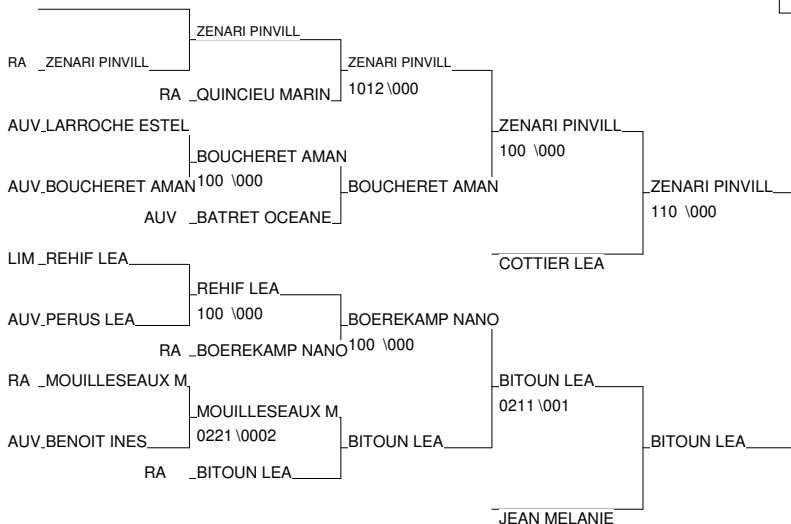 ZENARI PINVILL
RA ZENARI PINVILL ZENARI PINVILL
RA QUINCIEU MARIN 1012 \000
AUV LARROCHE ESTEL ZENARI PINVILL
BOUCHERET AMAN 100 \000
AUV BOUCHERET AMAN 100 \000 BOUCHERET AMAN ZENARI PINVILL
AUV BATRET OCEANE 110 \000
LIM REHIF LEA COTTIER LEA
REHIF LEA
AUV PERUS LEA 100 \000 BOEREKAMP NANO
RA BOEREKAMP NANO 100 \000
RA MOUILLESEAUX M BITOUN LEA
MOUILLESEAUX M 0211 \001
AUV BENOIT INES 0221 \0002 BITOUN LEA BITOUN LEA
RA BITOUN LEA
JEAN MELANIE